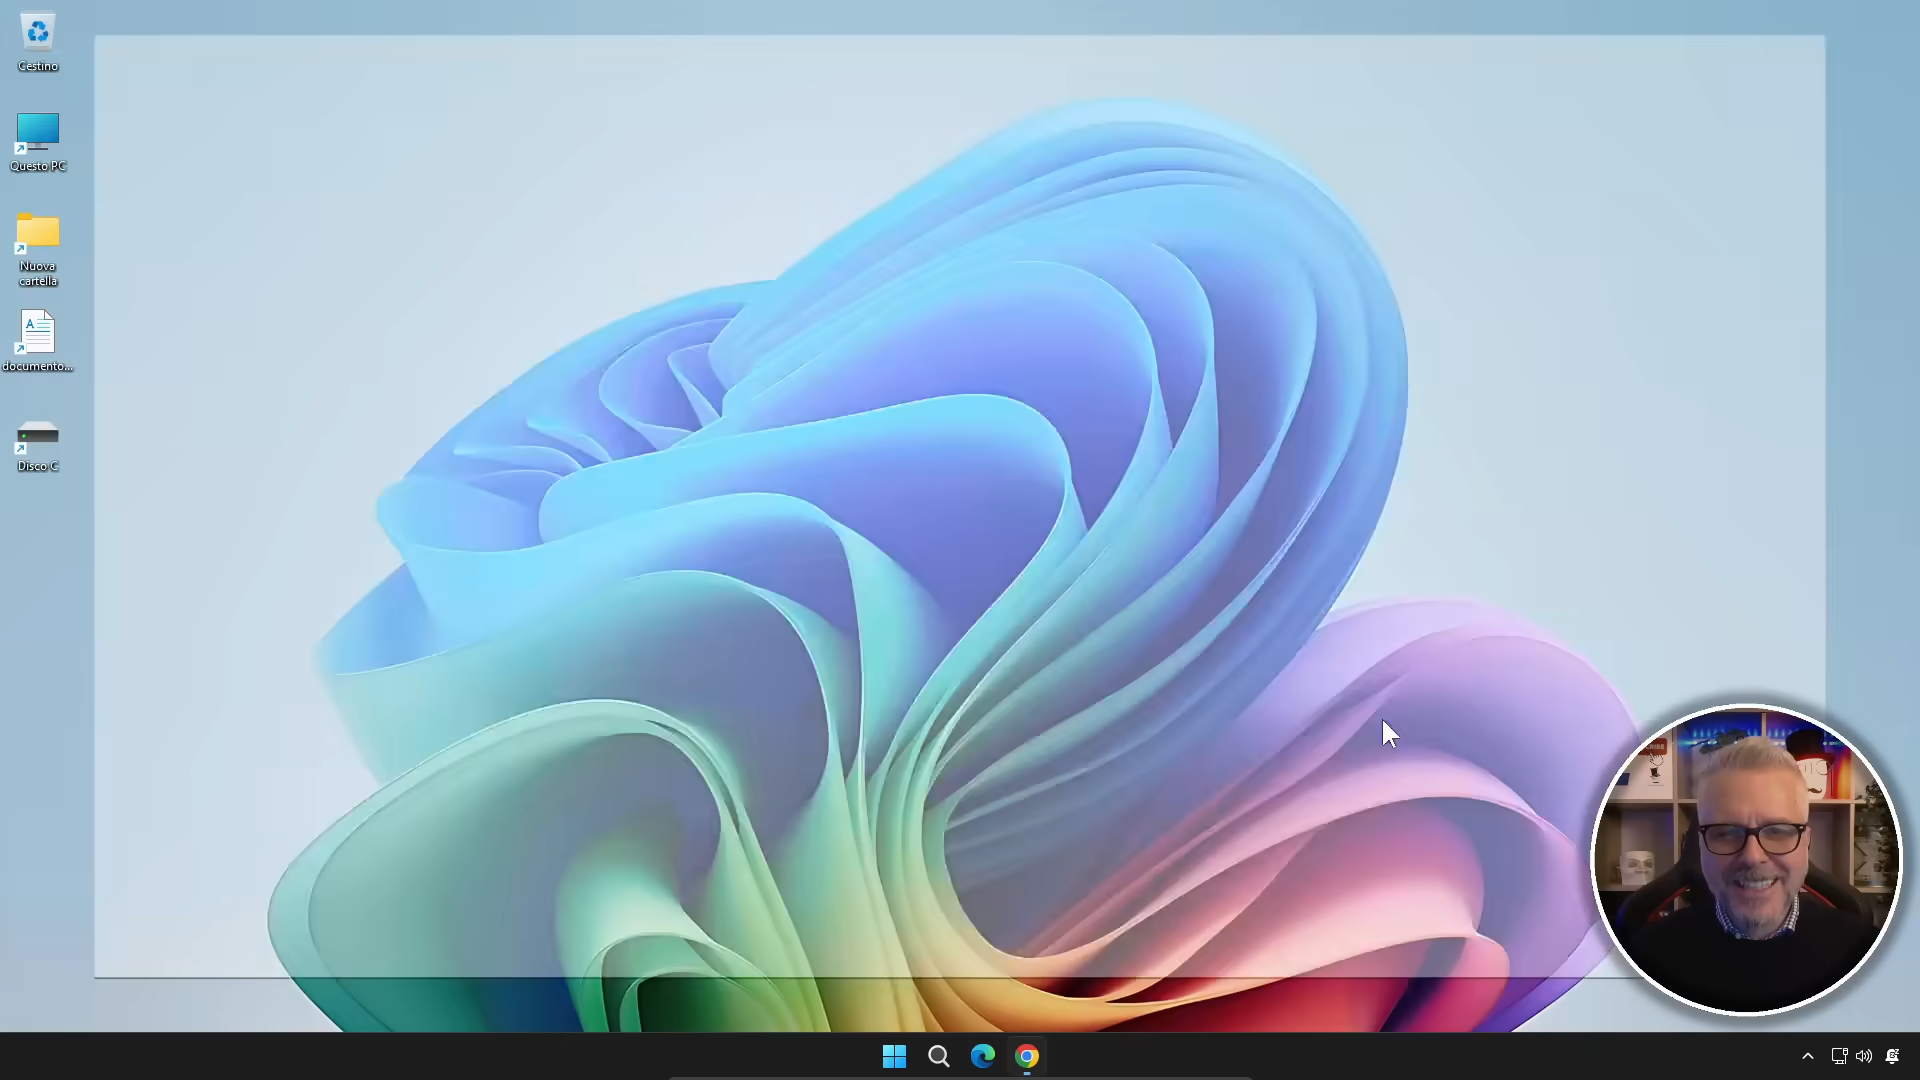 Cestino
Questo PC
Nuova
cartella
documento...
Disco C